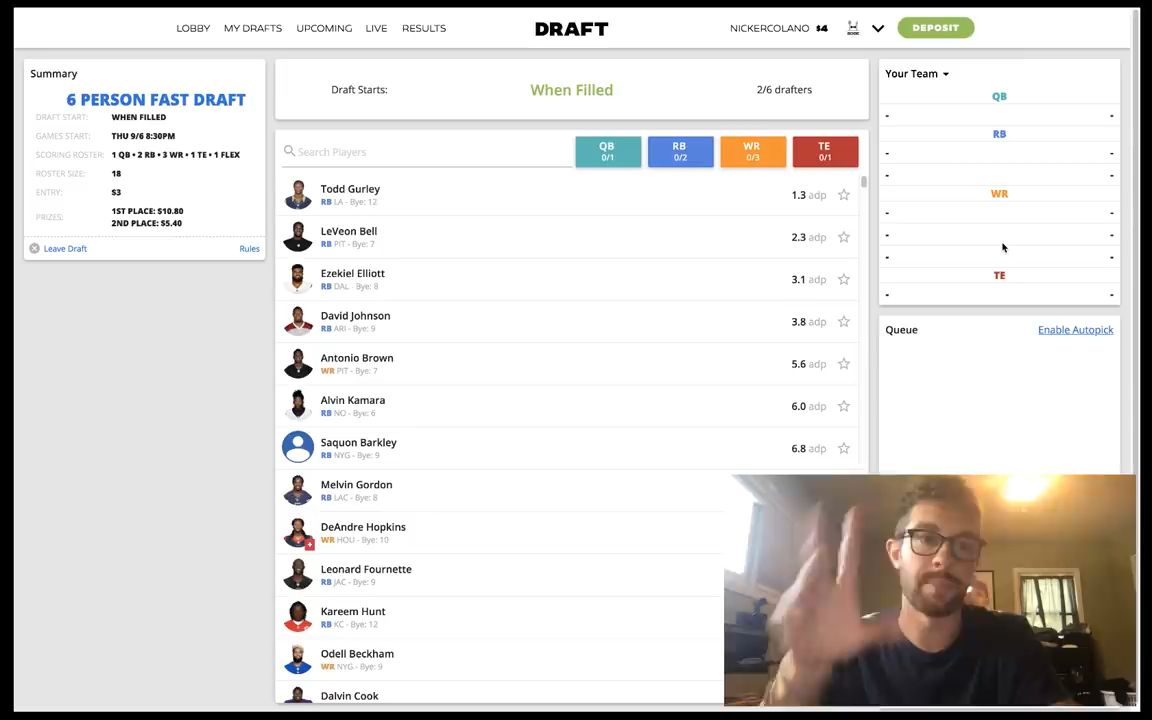 LOBBY MY DRAFTS UPCOMING LIVE RESULTS DRAFT NICKERCOLANO $4 DEPOSIT
Summary
6 PERSON FAST DRAFT
DRAFT START: WHEN FILLED
GAMES START: THU 9/6 8:30PM
SCORING ROSTER: 1 QB • 2 RB • 3 WR • 1 TE • 1 FLEX
ROSTER SIZE: 18
ENTRY: $3
PRIZES: 1ST PLACE: $10.80
2ND PLACE: $5.40
Leave Draft Rules
Draft Starts: When Filled 2/6 drafters
Search Players
QB 0/1
RB 0/2
WR 0/3
TE 0/1
Todd Gurley
RB LA - Bye: 12
1.3 adp
LeVeon Bell
RB PIT - Bye: 7
2.3 adp
Ezekiel Elliott
RB DAL - Bye: 8
3.1 adp
David Johnson
RB ARI - Bye: 9
3.8 adp
Antonio Brown
WR PIT - Bye: 7
5.6 adp
Alvin Kamara
RB NO - Bye: 6
6.0 adp
Saquon Barkley
RB NYG - Bye: 9
6.8 adp
Melvin Gordon
RB LAC - Bye: 8
DeAndre Hopkins
WR HOU - Bye: 10
Leonard Fournette
RB JAC - Bye: 9
Kareem Hunt
RB KC - Bye: 12
Odell Beckham
WR NYG - Bye: 9
Dalvin Cook
Your Team
QB
- -
RB
- -
- -
WR
- -
- -
- -
TE
- -
Queue Enable Autopick